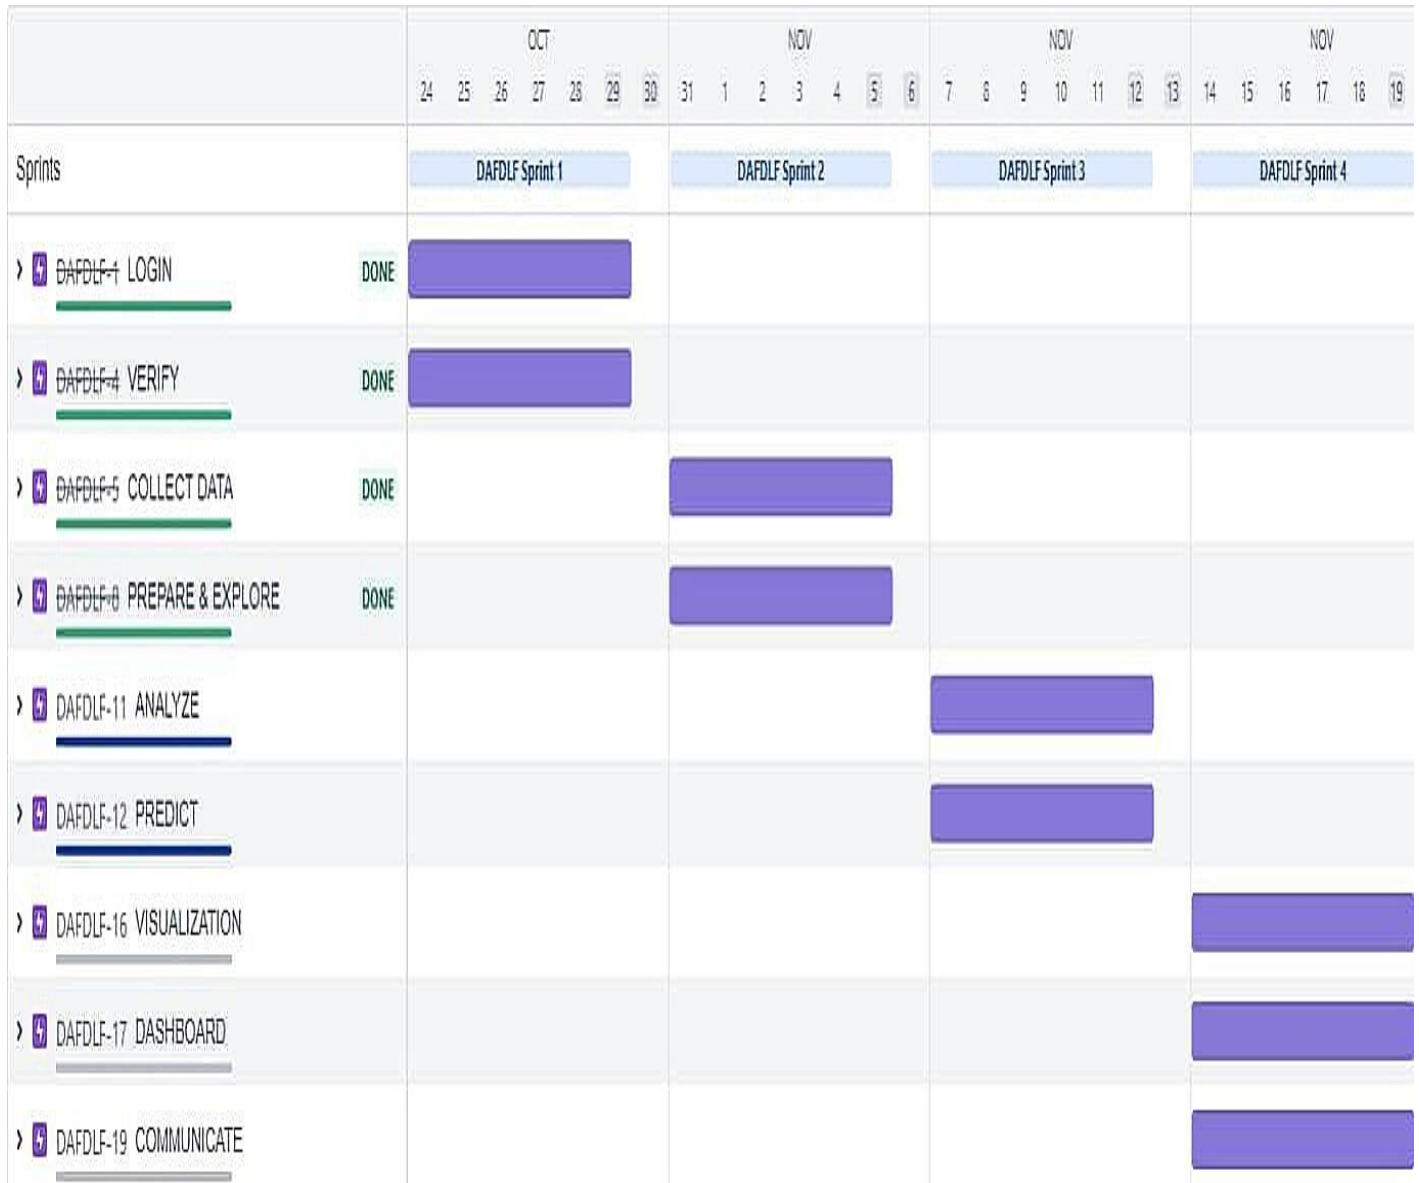 OCT NOV NOV NOV
24 25 26 27 28 29 30 31 1 2 3 4 5 6 7 8 9 10 11 12 13 14 15 16 17 18 19
Sprints DAFDLF Sprint 1 DAFDLF Sprint 2 DAFDLF Sprint 3 DAFDLF Sprint 4
DAFDLF-1 LOGIN DONE
DAFDLF-4 VERIFY DONE
DAFDLF-5 COLLECT DATA DONE
DAFDLF-8 PREPARE & EXPLORE DONE
DAFDLF-11 ANALYZE
DAFDLF-12 PREDICT
DAFDLF-16 VISUALIZATION
DAFDLF-17 DASHBOARD
DAFDLF-19 COMMUNICATE